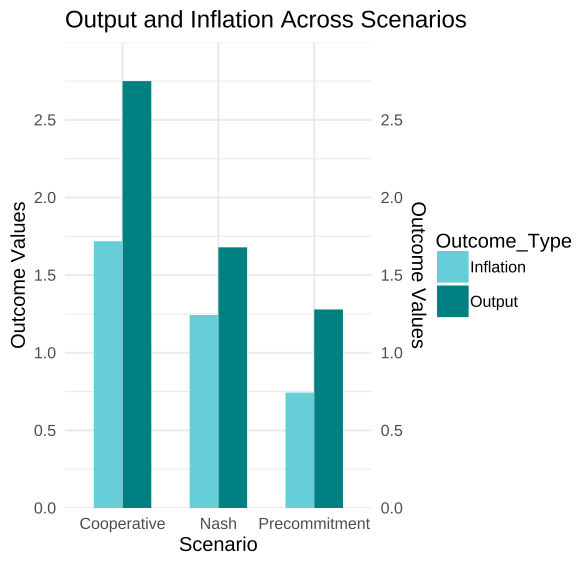 Output and Inflation Across Scenarios
Outcome Values
2.5
2.0
1.5
1.0
0.5
0.0
2.5
2.0
1.5
1.0
0.5
0.0
Outcome Values
Cooperative Nash Precommitment
Scenario
Outcome_Type
Inflation
Output